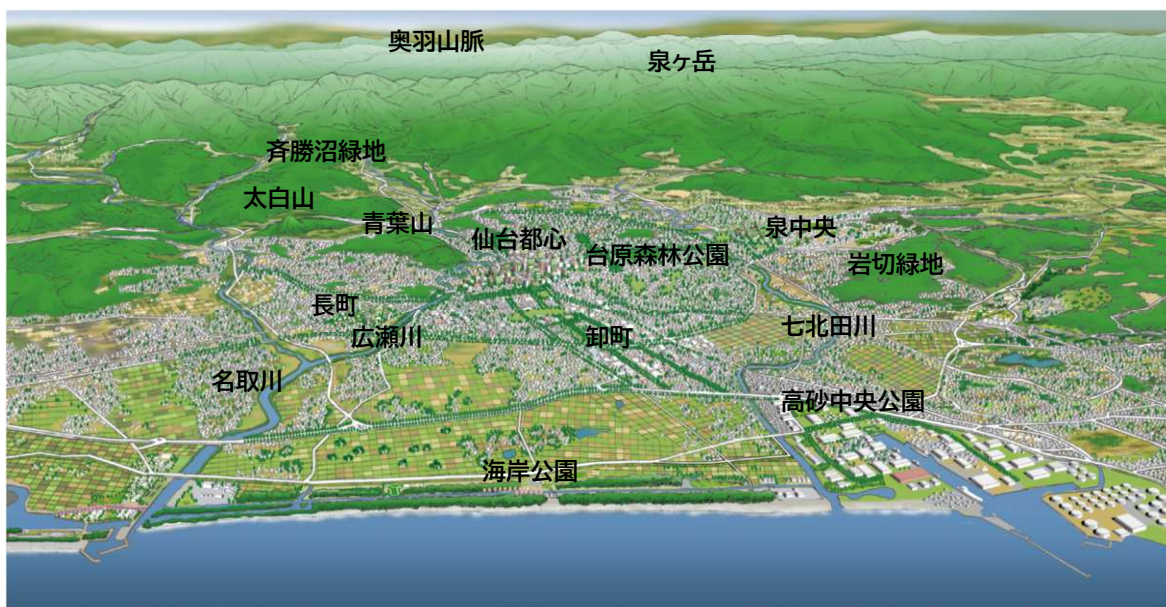 奥羽山脈
泉ヶ岳
斉勝沼緑地
太白山
青葉山
仙台都心
泉中央
台原森林公園
岩切緑地
長町
広瀬川
卸町
七北田川
名取川
高砂中央公園
海岸公園